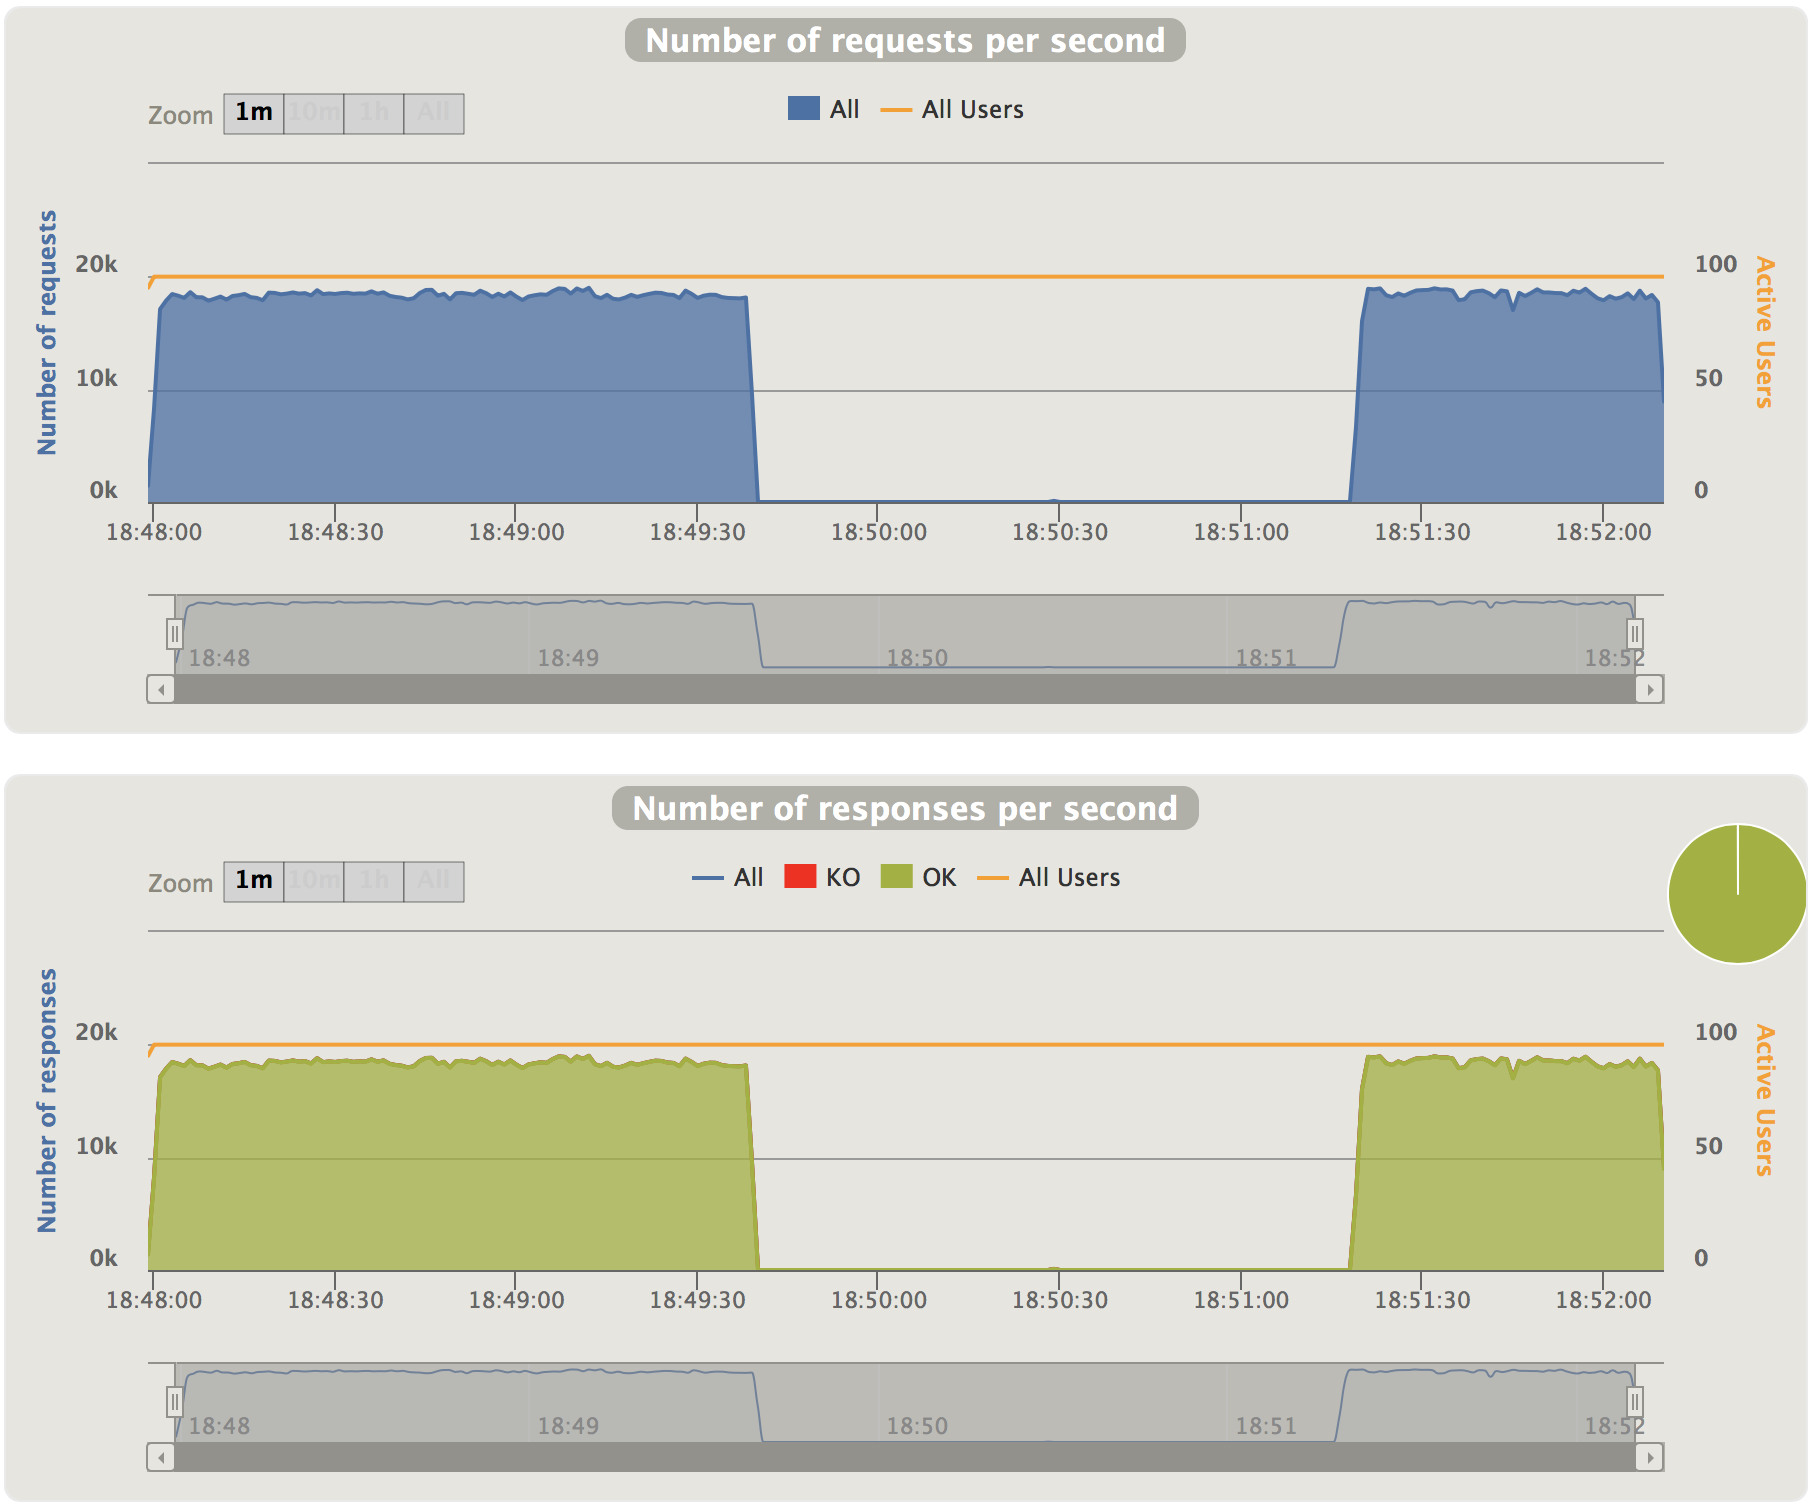 Number of requests per second
Zoom 1m 10m 1h All
All All Users
Number of requests
20k
10k
0k
100
50
0
Active Users
18:48:00 18:48:30 18:49:00 18:49:30 18:50:00 18:50:30 18:51:00 18:51:30 18:52:00
18:48 18:49 18:50 18:51 18:52
Number of responses per second
Zoom 1m 10m 1h All
All KO OK All Users
Number of responses
20k
10k
0k
100
50
0
Active Users
18:48:00 18:48:30 18:49:00 18:49:30 18:50:00 18:50:30 18:51:00 18:51:30 18:52:00
18:48 18:49 18:50 18:51 18:52